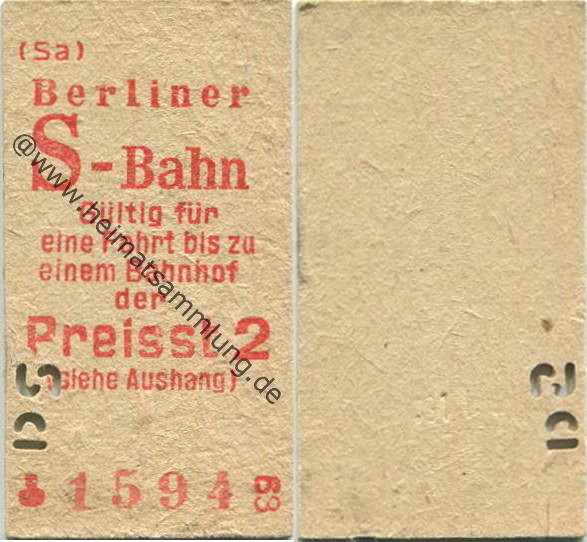 (Sa)
Berliner
S-Bahn
Gültig für
eine Fahrt bis zu
einem Bahnhof
der
Preisst 2
(siehe Aushang)
1594
63
@www.heimatsammlung.de